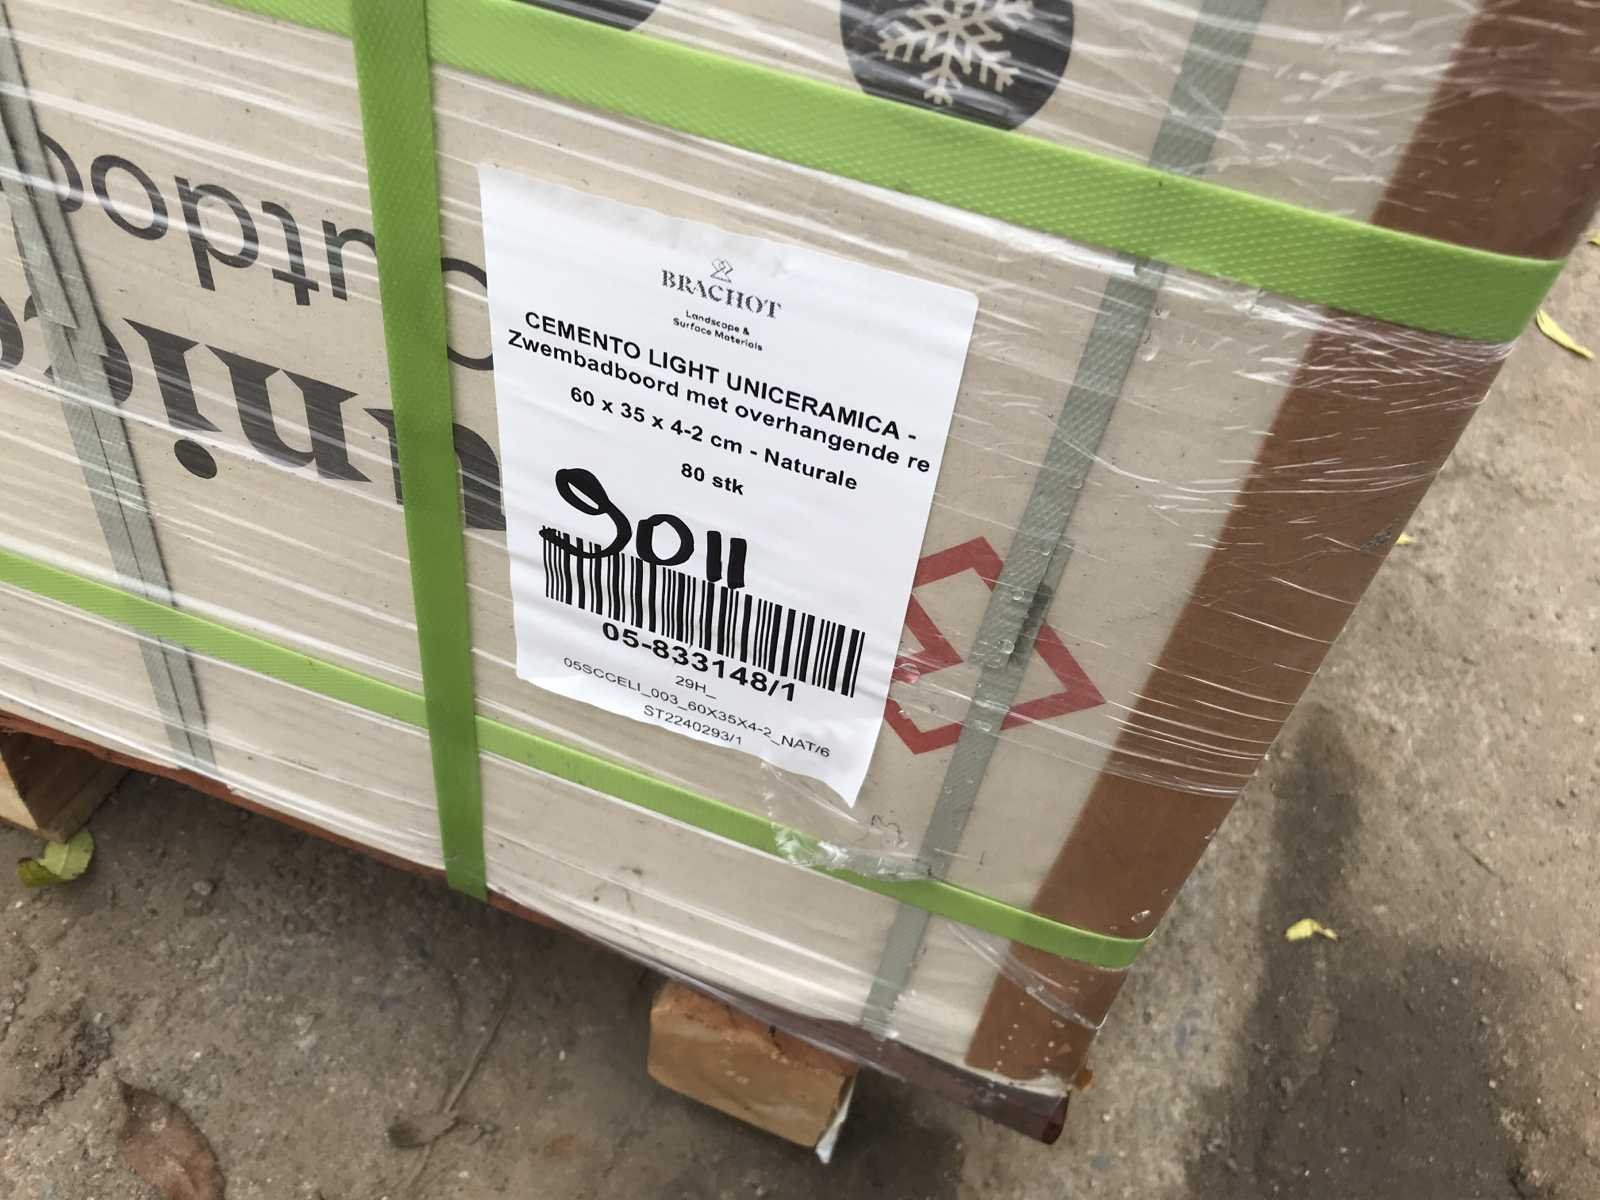 BRACHOT
Landscape &
Surface Materials
CEMENTO LIGHT UNICERAMICA -
Zwembadboord met overhangende re
60 x 35 x 4-2 cm - Naturale
80 stk
9011
05-833148/1
29H_
05SCCELI_003_60X35X4-2_NAT/6
ST2240293/1